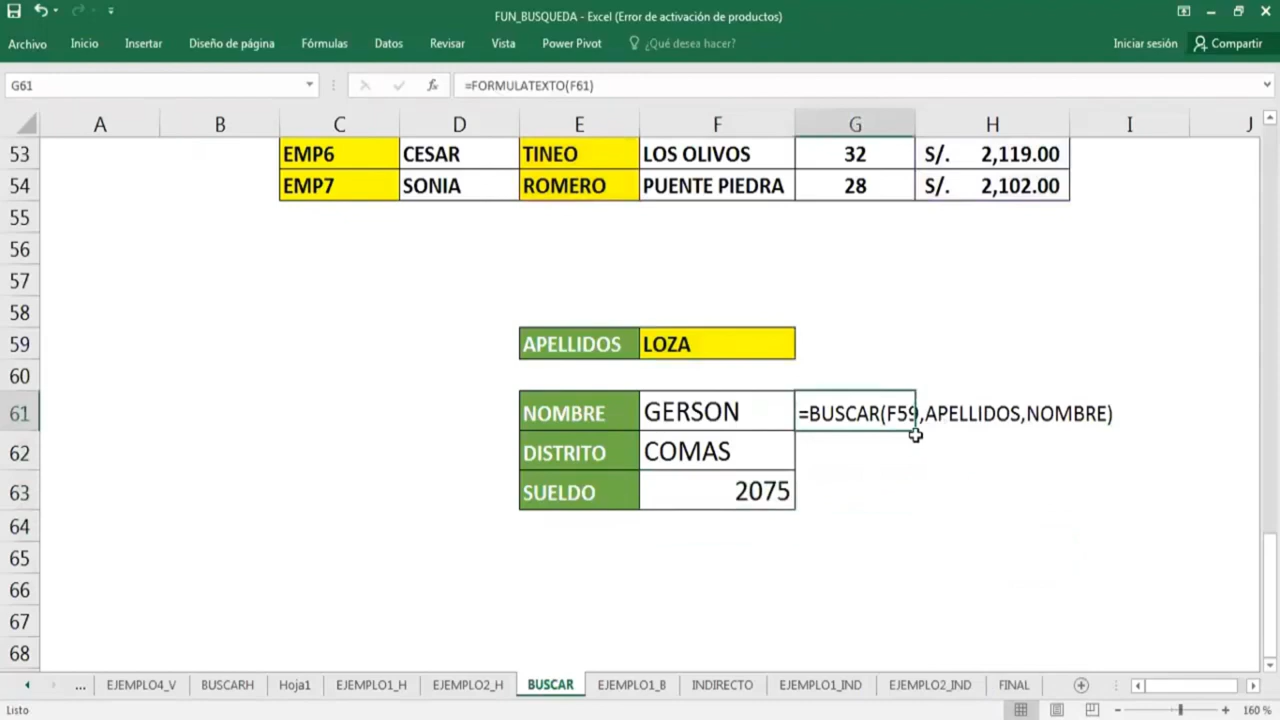 FUN_BUSQUEDA - Excel (Error de activación de productos)
Archivo Inicio Insertar Diseño de página Fórmulas Datos Revisar Vista Power Pivot ¿Qué desea hacer? Iniciar sesión Compartir
G61 fx =FORMULATEXTO(F61)
A B C D E F G H I J
53 EMP6 CESAR TINEO LOS OLIVOS 32 S/. 2,119.00
54 EMP7 SONIA ROMERO PUENTE PIEDRA 28 S/. 2,102.00
55
56
57
58
59 APELLIDOS LOZA
60
61 NOMBRE GERSON =BUSCAR(F59,APELLIDOS,NOMBRE)
62 DISTRITO COMAS
63 SUELDO 2075
64
65
66
67
68
... EJEMPLO4_V BUSCARH Hoja1 EJEMPLO1_H EJEMPLO2_H BUSCAR EJEMPLO1_B INDIRECTO EJEMPLO1_IND EJEMPLO2_IND FINAL
Listo 160 %